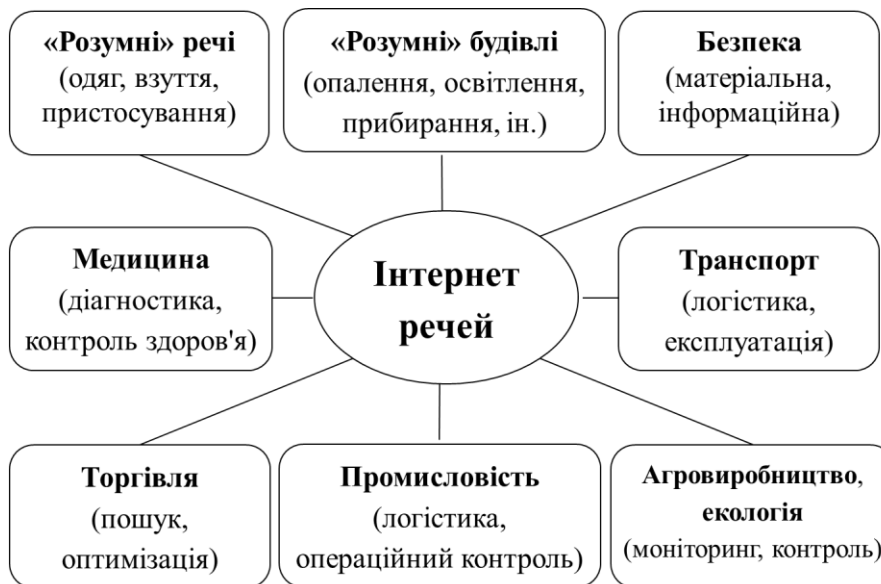 «Розумні» речі
(одяг, взуття,
пристосування)
«Розумні» будівлі
(опалення, освітлення,
прибирання, ін.)
Безпека
(матеріальна,
інформаційна)
Медицина
(діагностика,
контроль здоров'я)
Інтернет
речей
Транспорт
(логістика,
експлуатація)
Торгівля
(пошук,
оптимізація)
Промисловість
(логістика,
операційний контроль)
Агровиробництво,
екологія
(моніторинг, контроль)